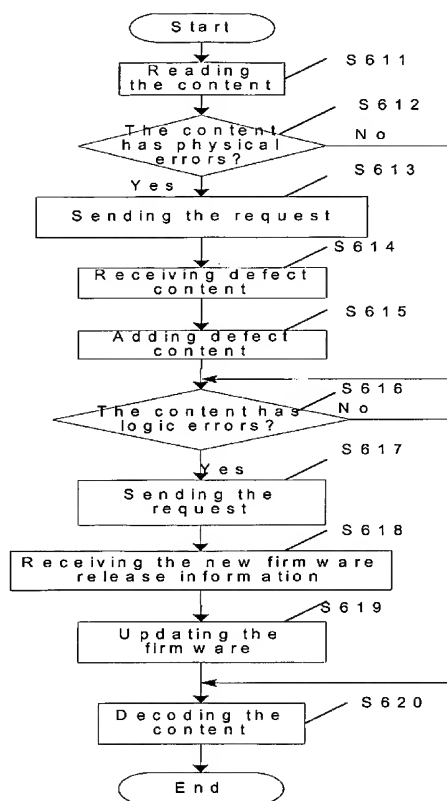 Start
S611
Reading
the content
S612
The content
has physical
errors?
No
Yes
S613
Sending the request
S614
Receiving defect
content
S615
Adding defect
content
S616
The content has
logic errors?
No
Yes
S617
Sending the
request
S618
Receiving the new firmware
release information
S619
Updating the
firmware
S620
Decoding the
content
End